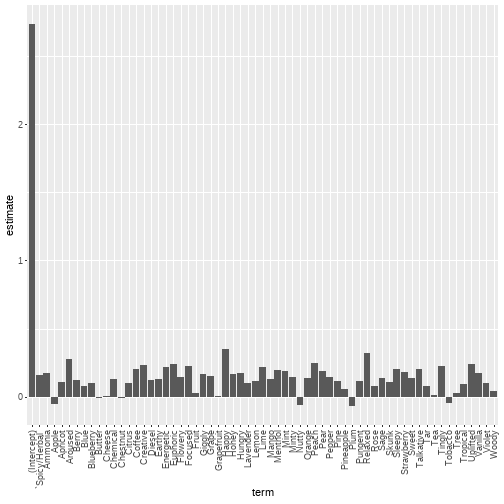 estimate
2
1
0
(Intercept)
`Spicy/Herbal`
Ammonia
Apple
Apricot
Aroused
Berry
Blue
Blueberry
Butter
Cheese
Chemical
Chestnut
Citrus
Coffee
Creative
Diesel
Earthy
Energetic
Euphoric
Flowery
Focused
Fruit
Giggly
Grape
Grapefruit
Happy
Honey
Hungry
Lavender
Lemon
Lime
Mango
Menthol
Mint
Minty
Nutty
Orange
Peach
Pear
Pepper
Pine
Pineapple
Plum
Pungent
Relaxed
Rose
Sage
Skunk
Sleepy
Strawberry
Sweet
Talkative
Tar
Tea
Tingly
Tobacco
Tree
Tropical
Uplifted
Vanilla
Violet
Woody
term